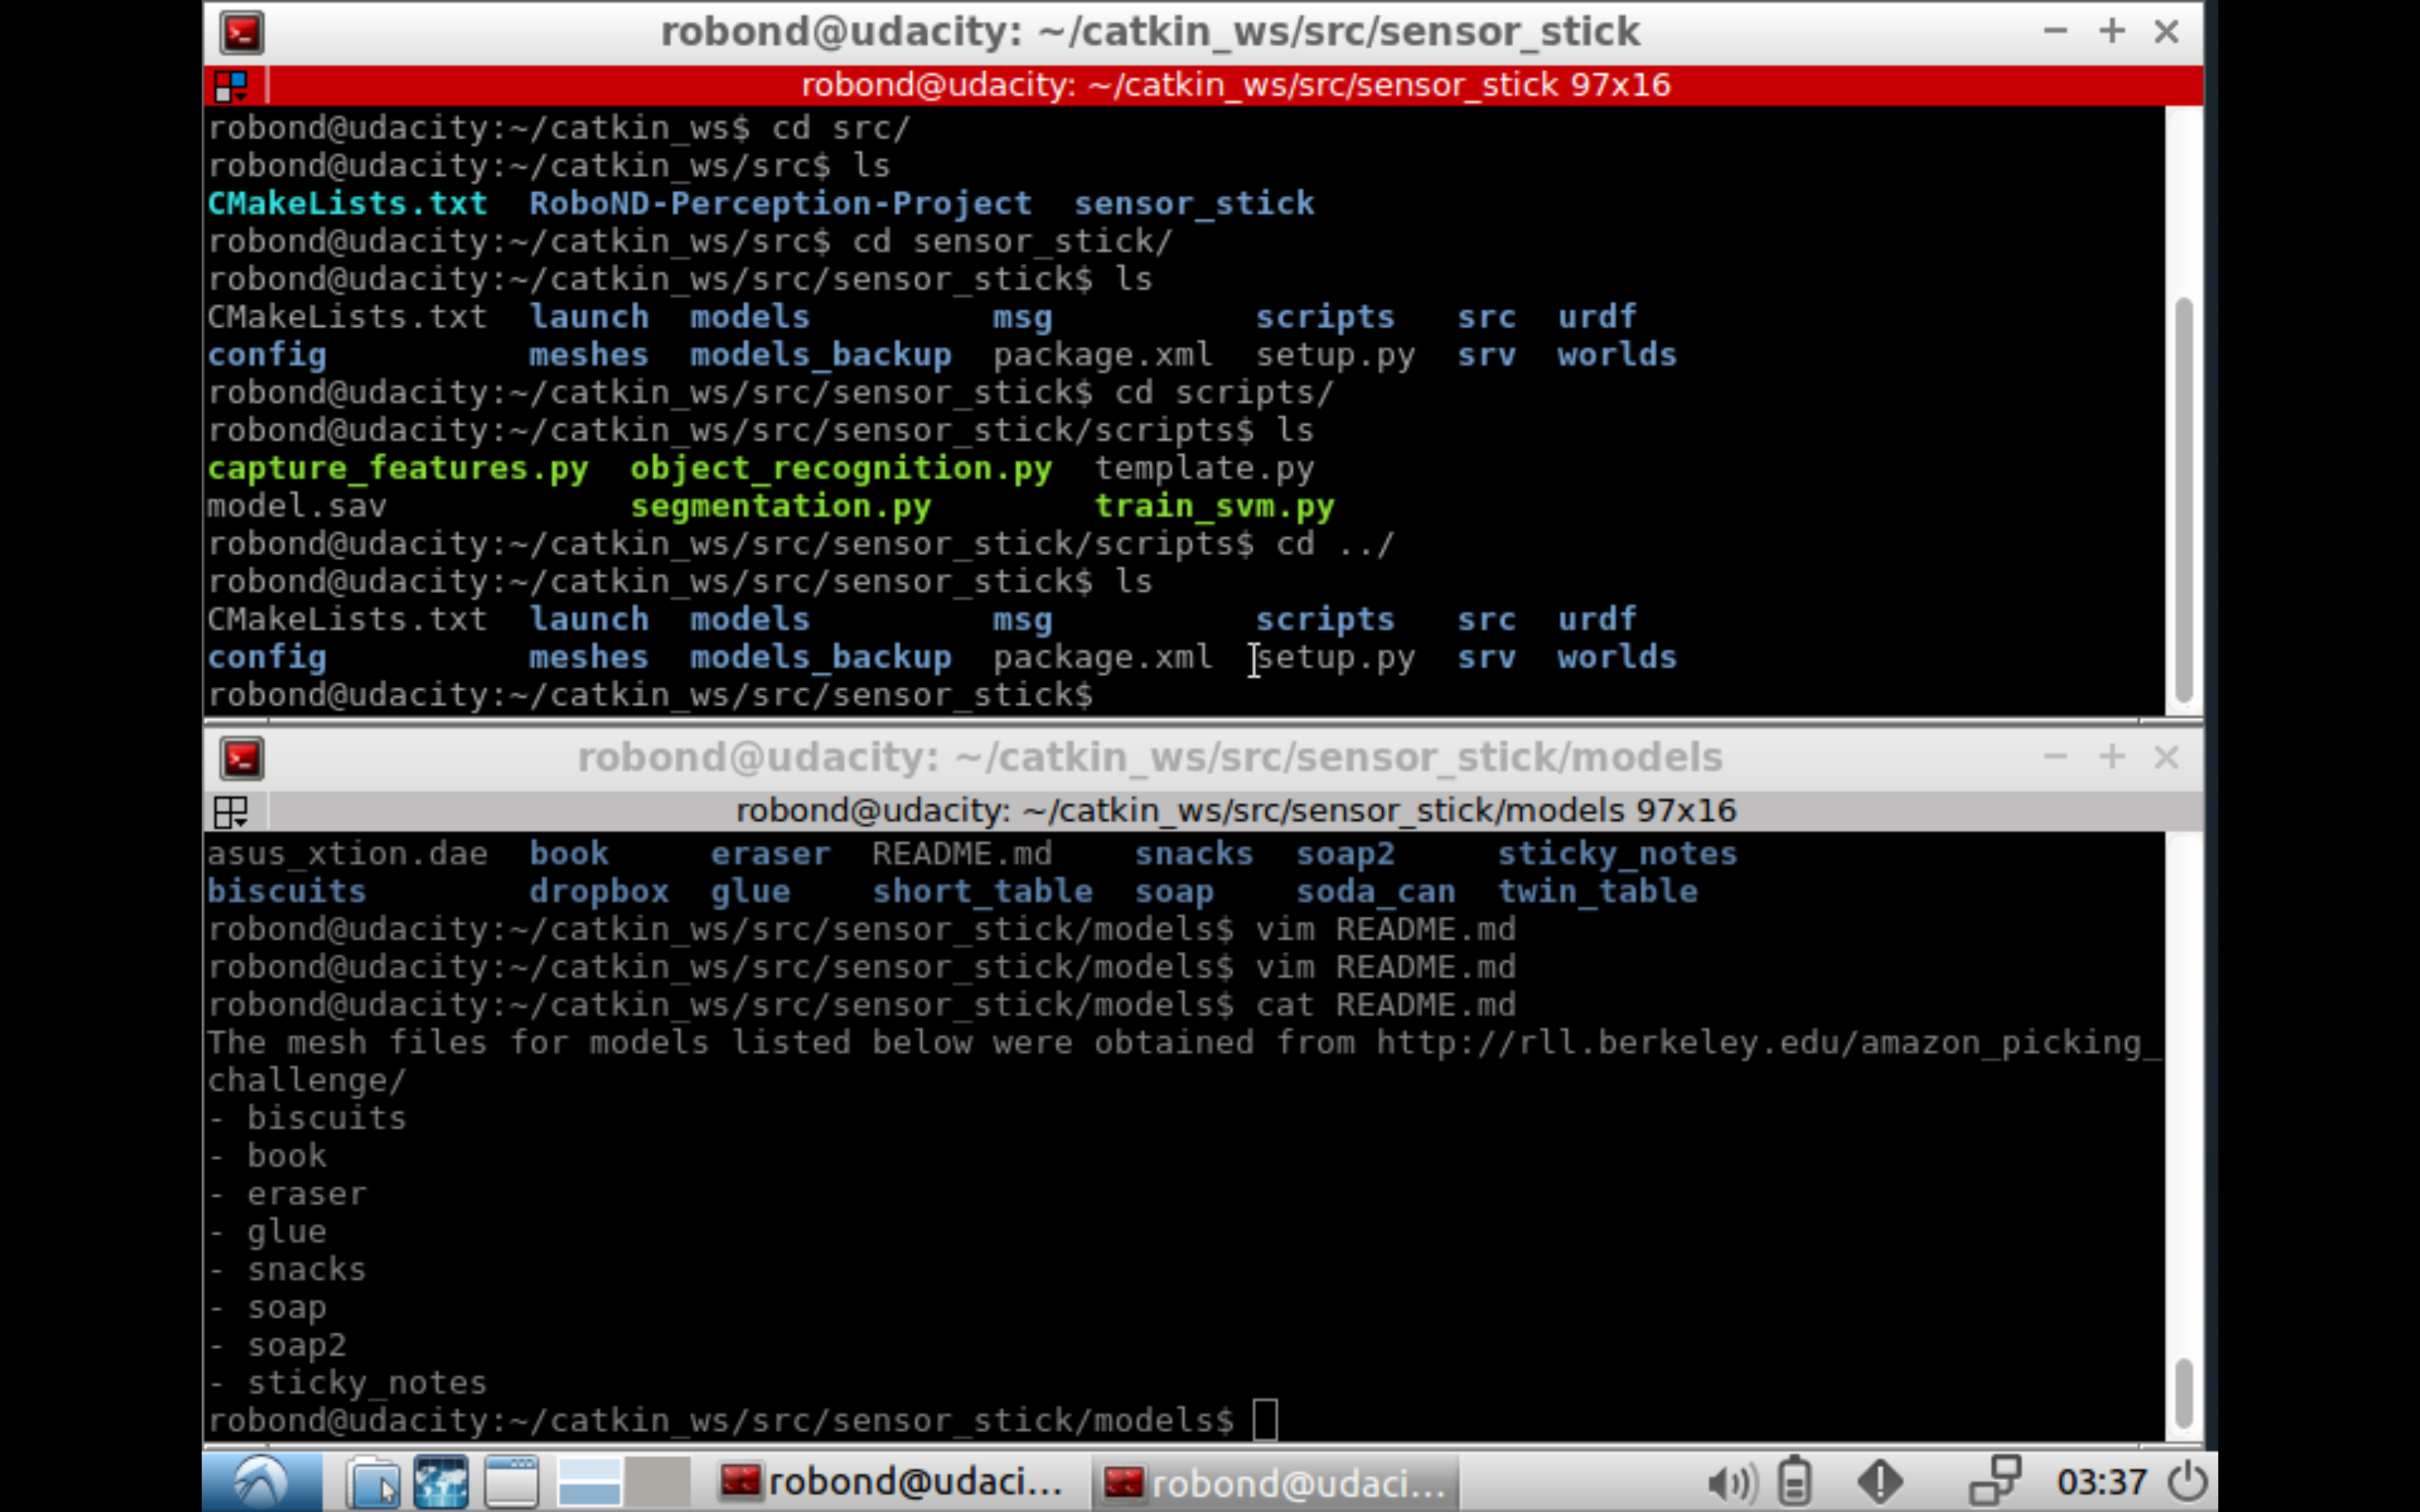 robond@udacity: ~/catkin_ws/src/sensor_stick
robond@udacity: ~/catkin_ws/src/sensor_stick 97x16
robond@udacity:~/catkin_ws$ cd src/
robond@udacity:~/catkin_ws/src$ ls
CMakeLists.txt  RoboND-Perception-Project  sensor_stick
robond@udacity:~/catkin_ws/src$ cd sensor_stick/
robond@udacity:~/catkin_ws/src/sensor_stick$ ls
CMakeLists.txt  launch  models         msg          scripts   src  urdf
config          meshes  models_backup  package.xml  setup.py  srv  worlds
robond@udacity:~/catkin_ws/src/sensor_stick$ cd scripts/
robond@udacity:~/catkin_ws/src/sensor_stick/scripts$ ls
capture_features.py  object_recognition.py  template.py
model.sav            segmentation.py        train_svm.py
robond@udacity:~/catkin_ws/src/sensor_stick/scripts$ cd ../
robond@udacity:~/catkin_ws/src/sensor_stick$ ls
CMakeLists.txt  launch  models         msg          scripts   src  urdf
config          meshes  models_backup  package.xml  setup.py  srv  worlds
robond@udacity:~/catkin_ws/src/sensor_stick$
robond@udacity: ~/catkin_ws/src/sensor_stick/models
robond@udacity: ~/catkin_ws/src/sensor_stick/models 97x16
asus_xtion.dae  book     eraser  README.md    snacks  soap2     sticky_notes
biscuits        dropbox  glue    short_table  soap    soda_can  twin_table
robond@udacity:~/catkin_ws/src/sensor_stick/models$ vim README.md
robond@udacity:~/catkin_ws/src/sensor_stick/models$ vim README.md
robond@udacity:~/catkin_ws/src/sensor_stick/models$ cat README.md
The mesh files for models listed below were obtained from http://rll.berkeley.edu/amazon_picking_
challenge/
- biscuits
- book
- eraser
- glue
- snacks
- soap
- soap2
- sticky_notes
robond@udacity:~/catkin_ws/src/sensor_stick/models$
robond@udaci... robond@udaci... 03:37